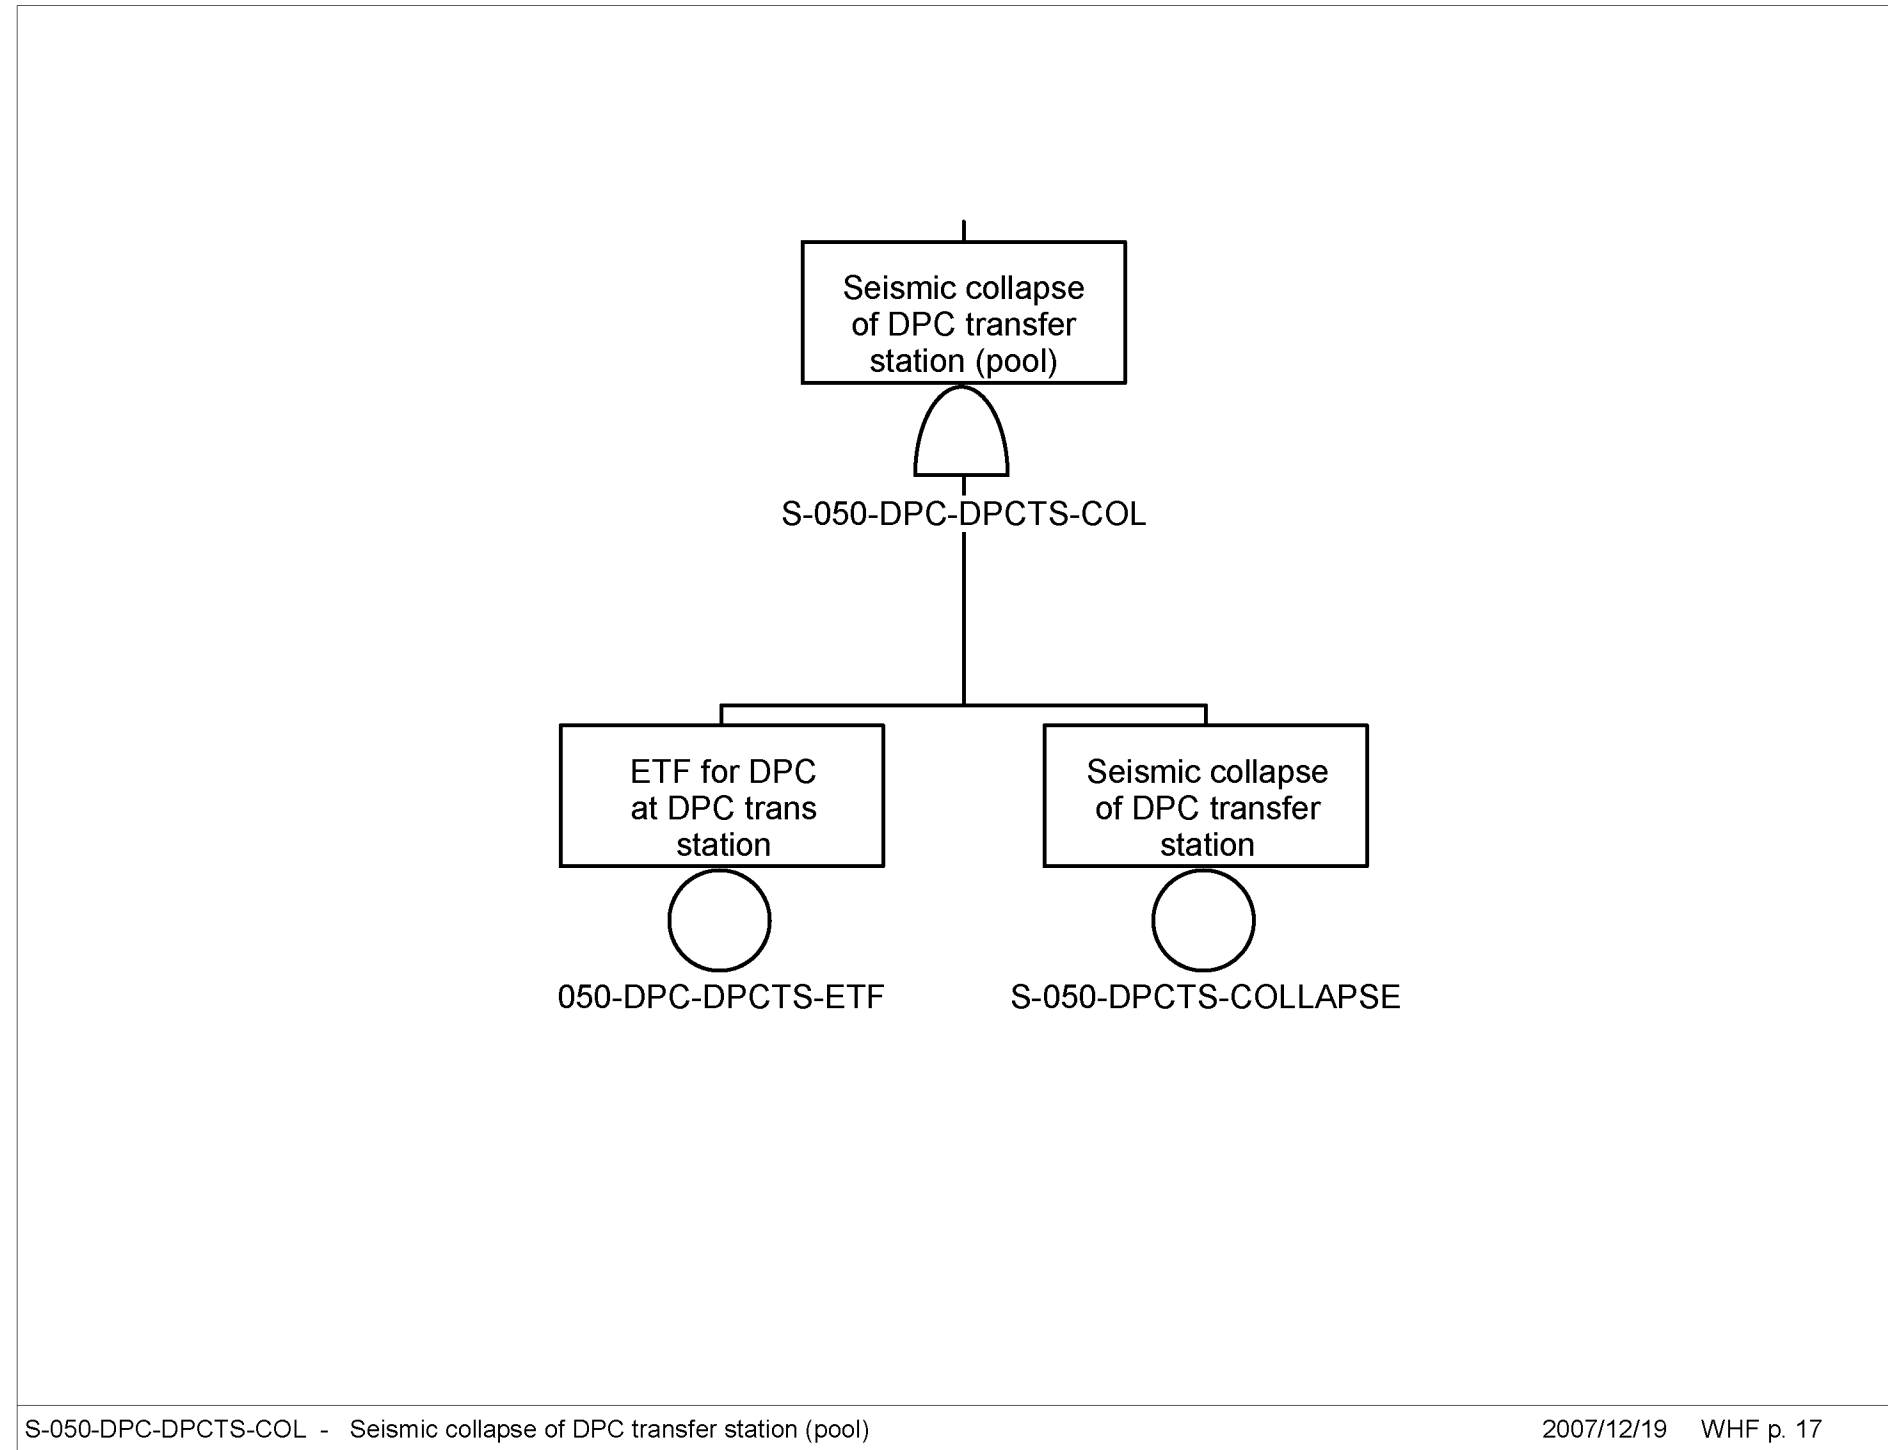 Seismic collapse
of DPC transfer
station (pool)
S-050-DPC-DPCTS-COL
ETF for DPC
at DPC trans
station
050-DPC-DPCTS-ETF
Seismic collapse
of DPC transfer
station
S-050-DPCTS-COLLAPSE
S-050-DPC-DPCTS-COL - Seismic collapse of DPC transfer station (pool)
2007/12/19 WHF p. 17